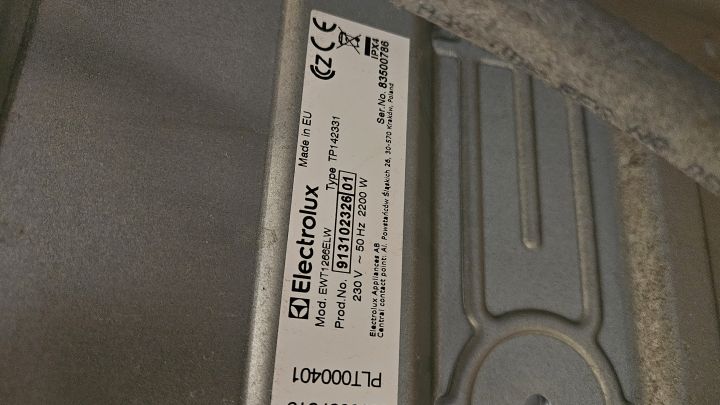 Electrolux
Made in EU
Mod. EWT1266ELW
Type TP142331
Prod.No. 913102326 01
230 V ~ 50 Hz 2200 W
IPX4
Ser.No. 83500786
Electrolux Appliances AB
Central contact point: Al. Powstańców Śląskich 26, 30-570 Kraków, Poland
PLT000401